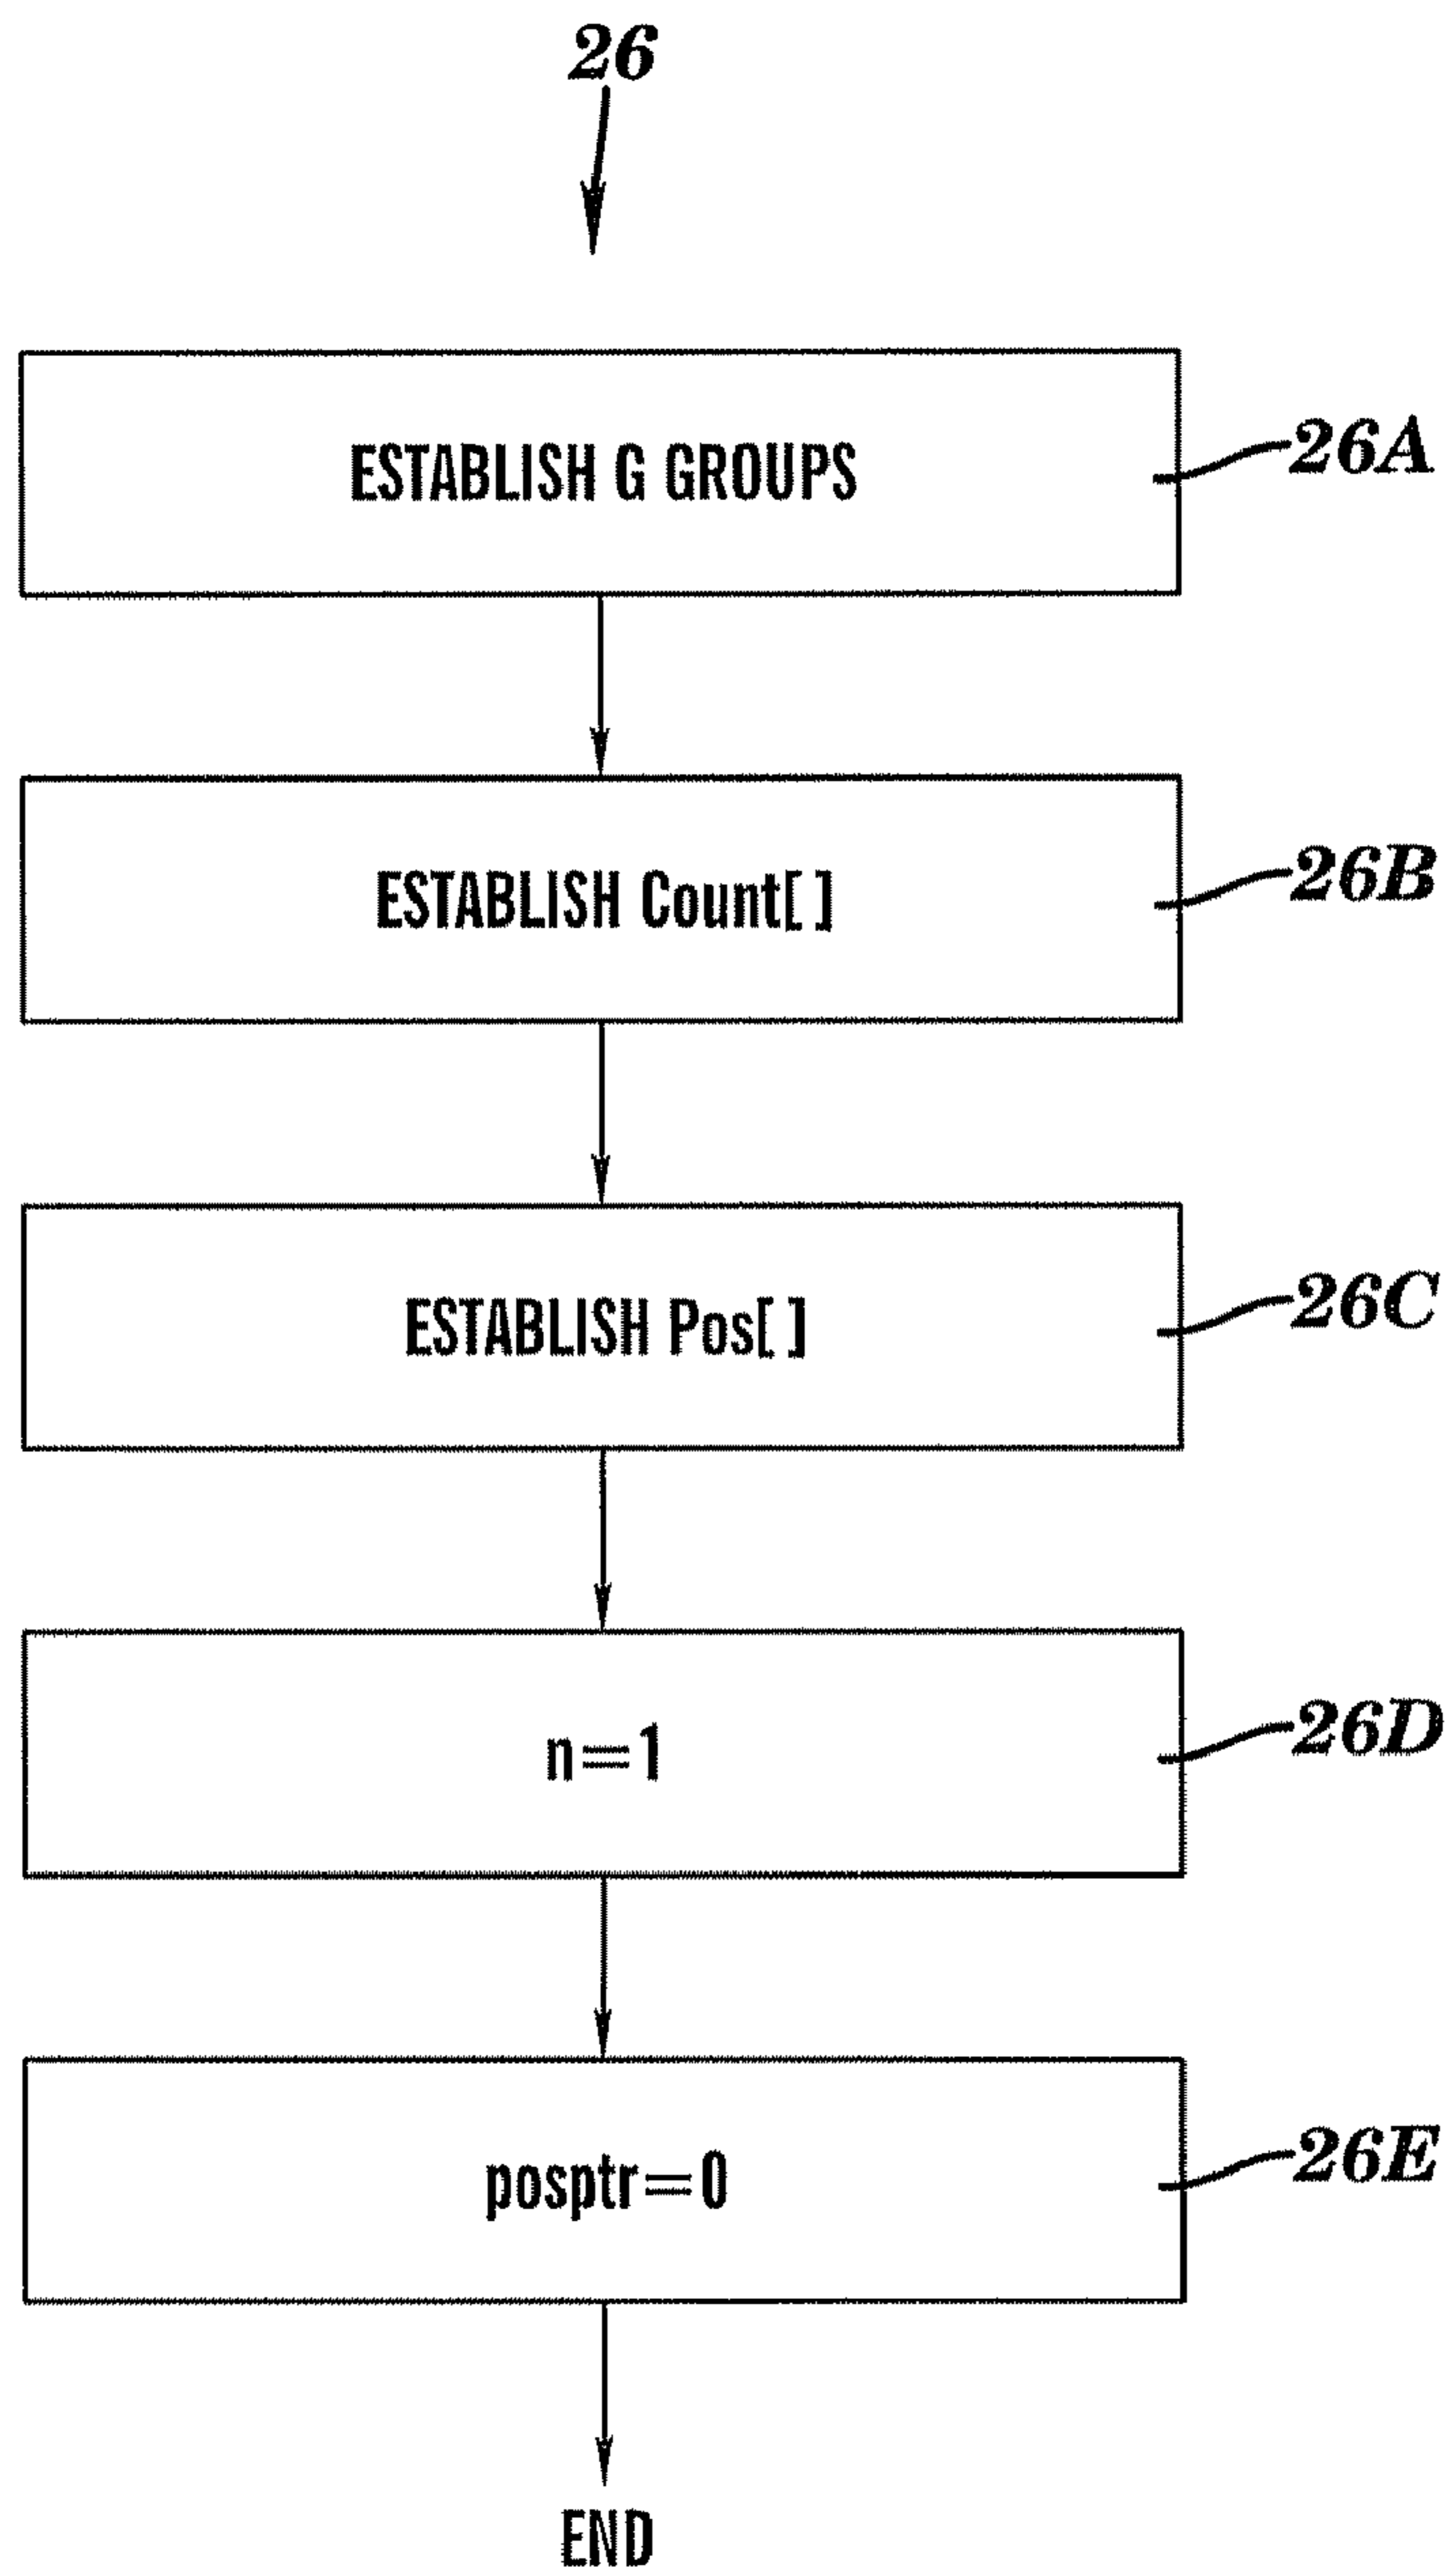 26
ESTABLISH G GROUPS
26A
ESTABLISH Count[ ]
26B
ESTABLISH Pos[ ]
26C
n=1
26D
posptr=0
26E
END